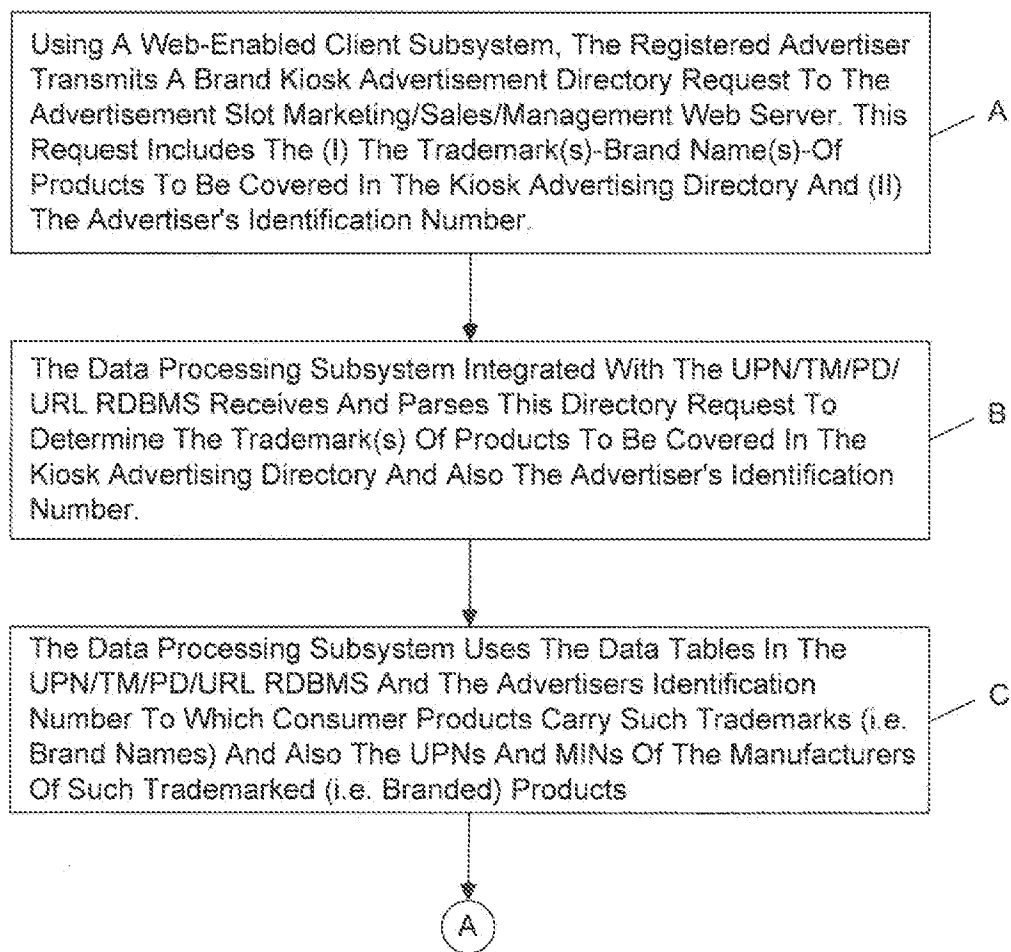 Using A Web-Enabled Client Subsystem, The Registered Advertiser
Transmits A Brand Kiosk Advertisement Directory Request To The
Advertisement Slot Marketing/Sales/Management Web Server. This
Request Includes The (I) The Trademark(s)-Brand Name(s)-Of
Products To Be Covered In The Kiosk Advertising Directory And (II)
The Advertiser's Identification Number.
A
The Data Processing Subsystem Integrated With The UPN/TM/PD/
URL RDBMS Receives And Parses This Directory Request To
Determine The Trademark(s) Of Products To Be Covered In The
Kiosk Advertising Directory And Also The Advertiser's Identification
Number.
B
The Data Processing Subsystem Uses The Data Tables In The
UPN/TM/PD/URL RDBMS And The Advertisers Identification
Number To Which Consumer Products Carry Such Trademarks (i.e.
Brand Names) And Also The UPNs And MINs Of The Manufacturers
Of Such Trademarked (i.e. Branded) Products
C
A